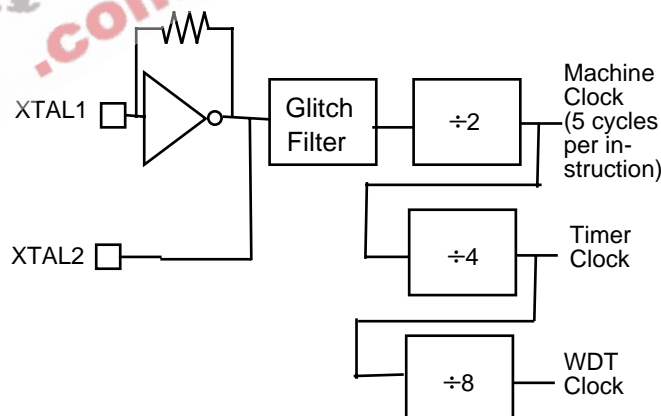 .com
XTAL1
Glitch
Filter
÷2
Machine
Clock
(5 cycles
per in-
struction)
XTAL2
÷4
Timer
Clock
÷8
WDT
Clock